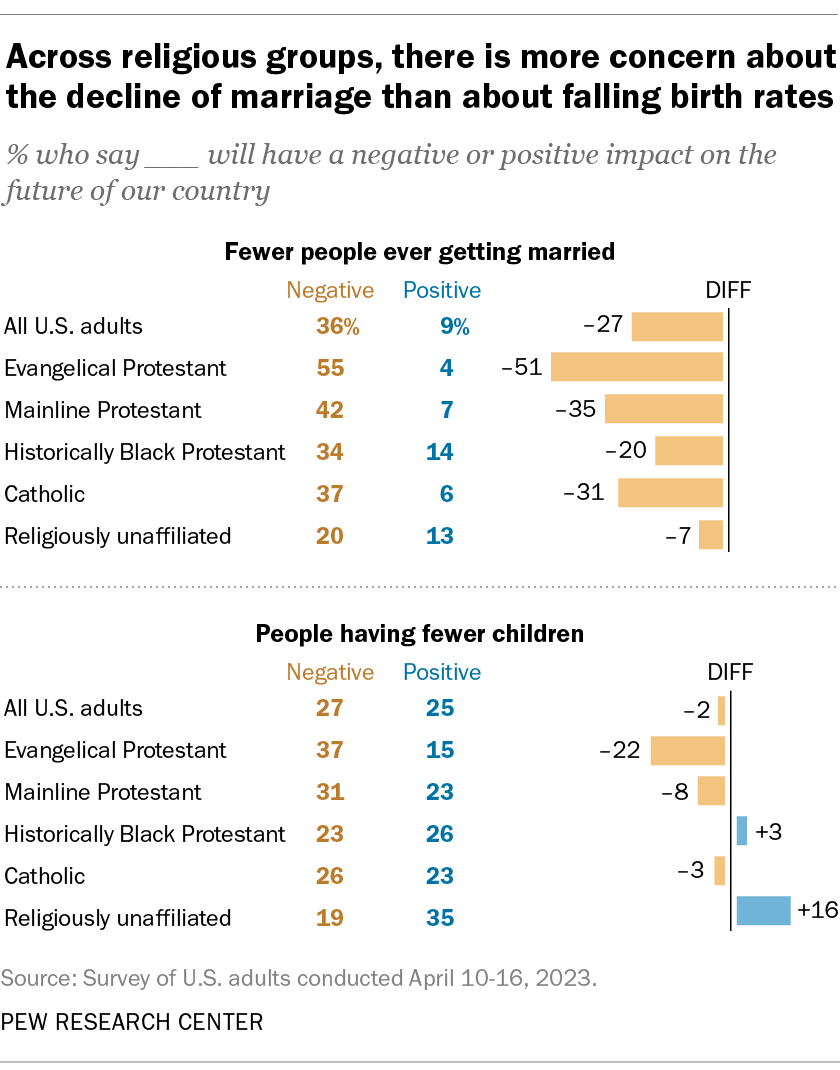 Across religious groups, there is more concern about
the decline of marriage than about falling birth rates
% who say ___ will have a negative or positive impact on the
future of our country
Fewer people ever getting married
Negative Positive DIFF
All U.S. adults 36% 9% –27
Evangelical Protestant 55 4 –51
Mainline Protestant 42 7 –35
Historically Black Protestant 34 14 –20
Catholic 37 6 –31
Religiously unaffiliated 20 13 –7
People having fewer children
Negative Positive DIFF
All U.S. adults 27 25 –2
Evangelical Protestant 37 15 –22
Mainline Protestant 31 23 –8
Historically Black Protestant 23 26 +3
Catholic 26 23 –3
Religiously unaffiliated 19 35 +16
Source: Survey of U.S. adults conducted April 10-16, 2023.
PEW RESEARCH CENTER